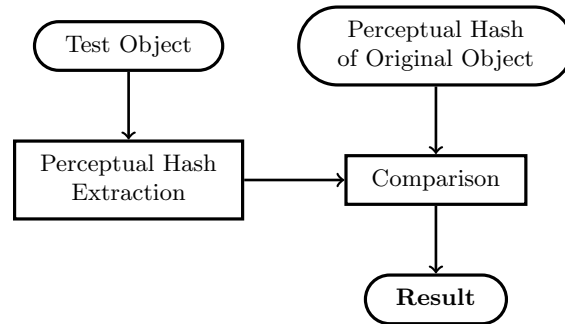 Test Object
Perceptual Hash
of Original Object
Perceptual Hash
Extraction
Comparison
Result